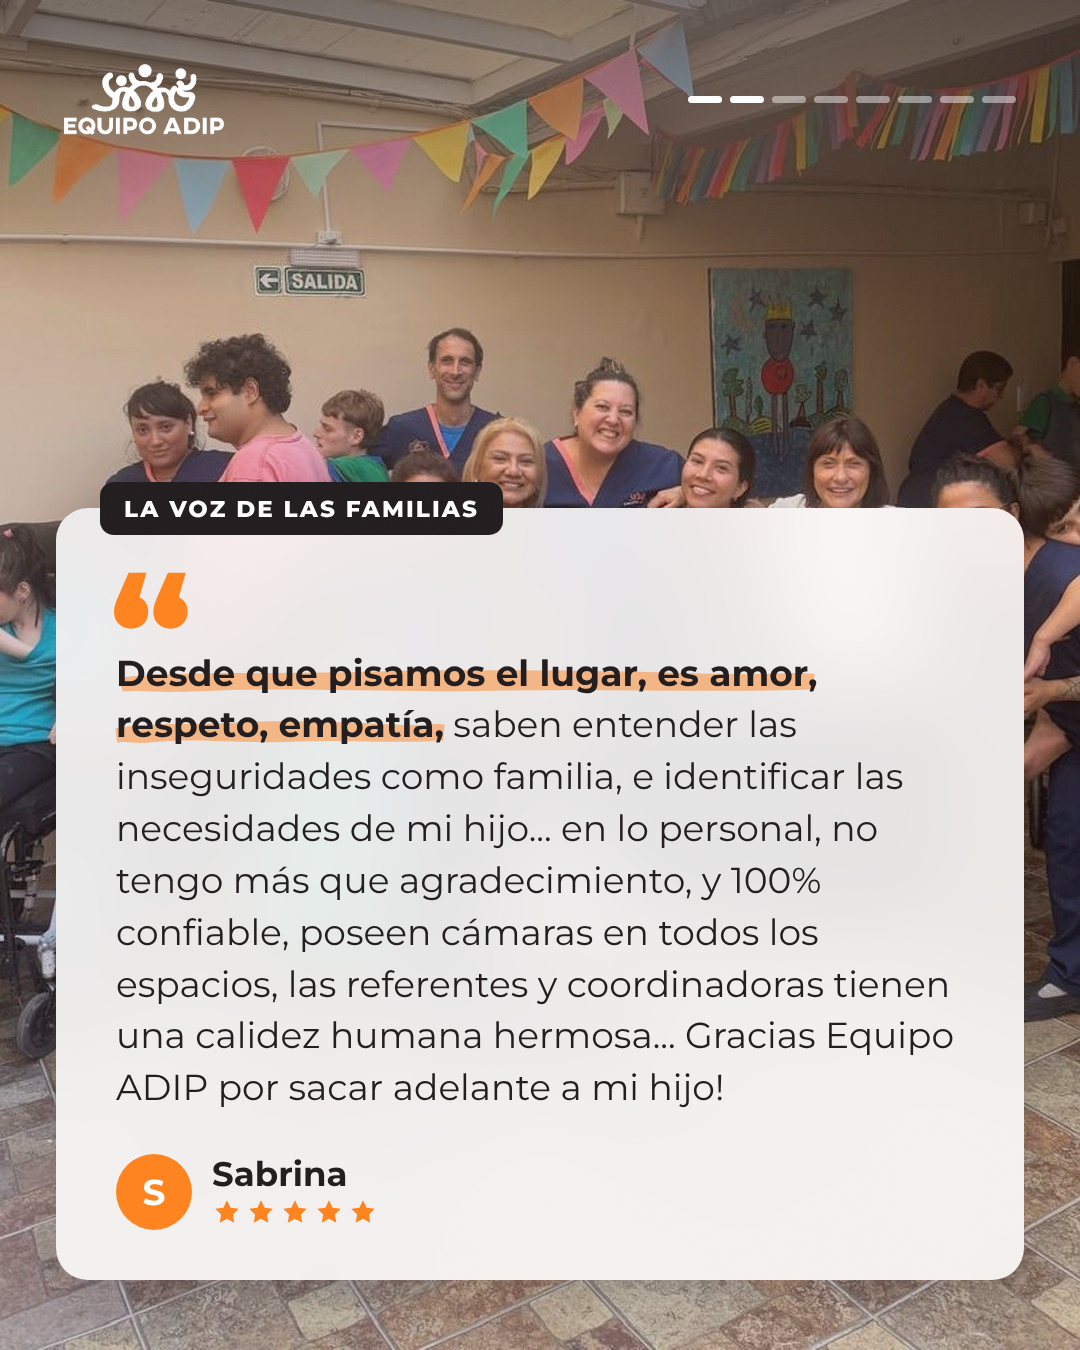 EQUIPO ADIP
SALIDA
LA VOZ DE LAS FAMILIAS
“
Desde que pisamos el lugar, es amor,
respeto, empatía, saben entender las
inseguridades como familia, e identificar las
necesidades de mi hijo... en lo personal, no
tengo más que agradecimiento, y 100%
confiable, poseen cámaras en todos los
espacios, las referentes y coordinadoras tienen
una calidez humana hermosa... Gracias Equipo
ADIP por sacar adelante a mi hijo!
S
Sabrina